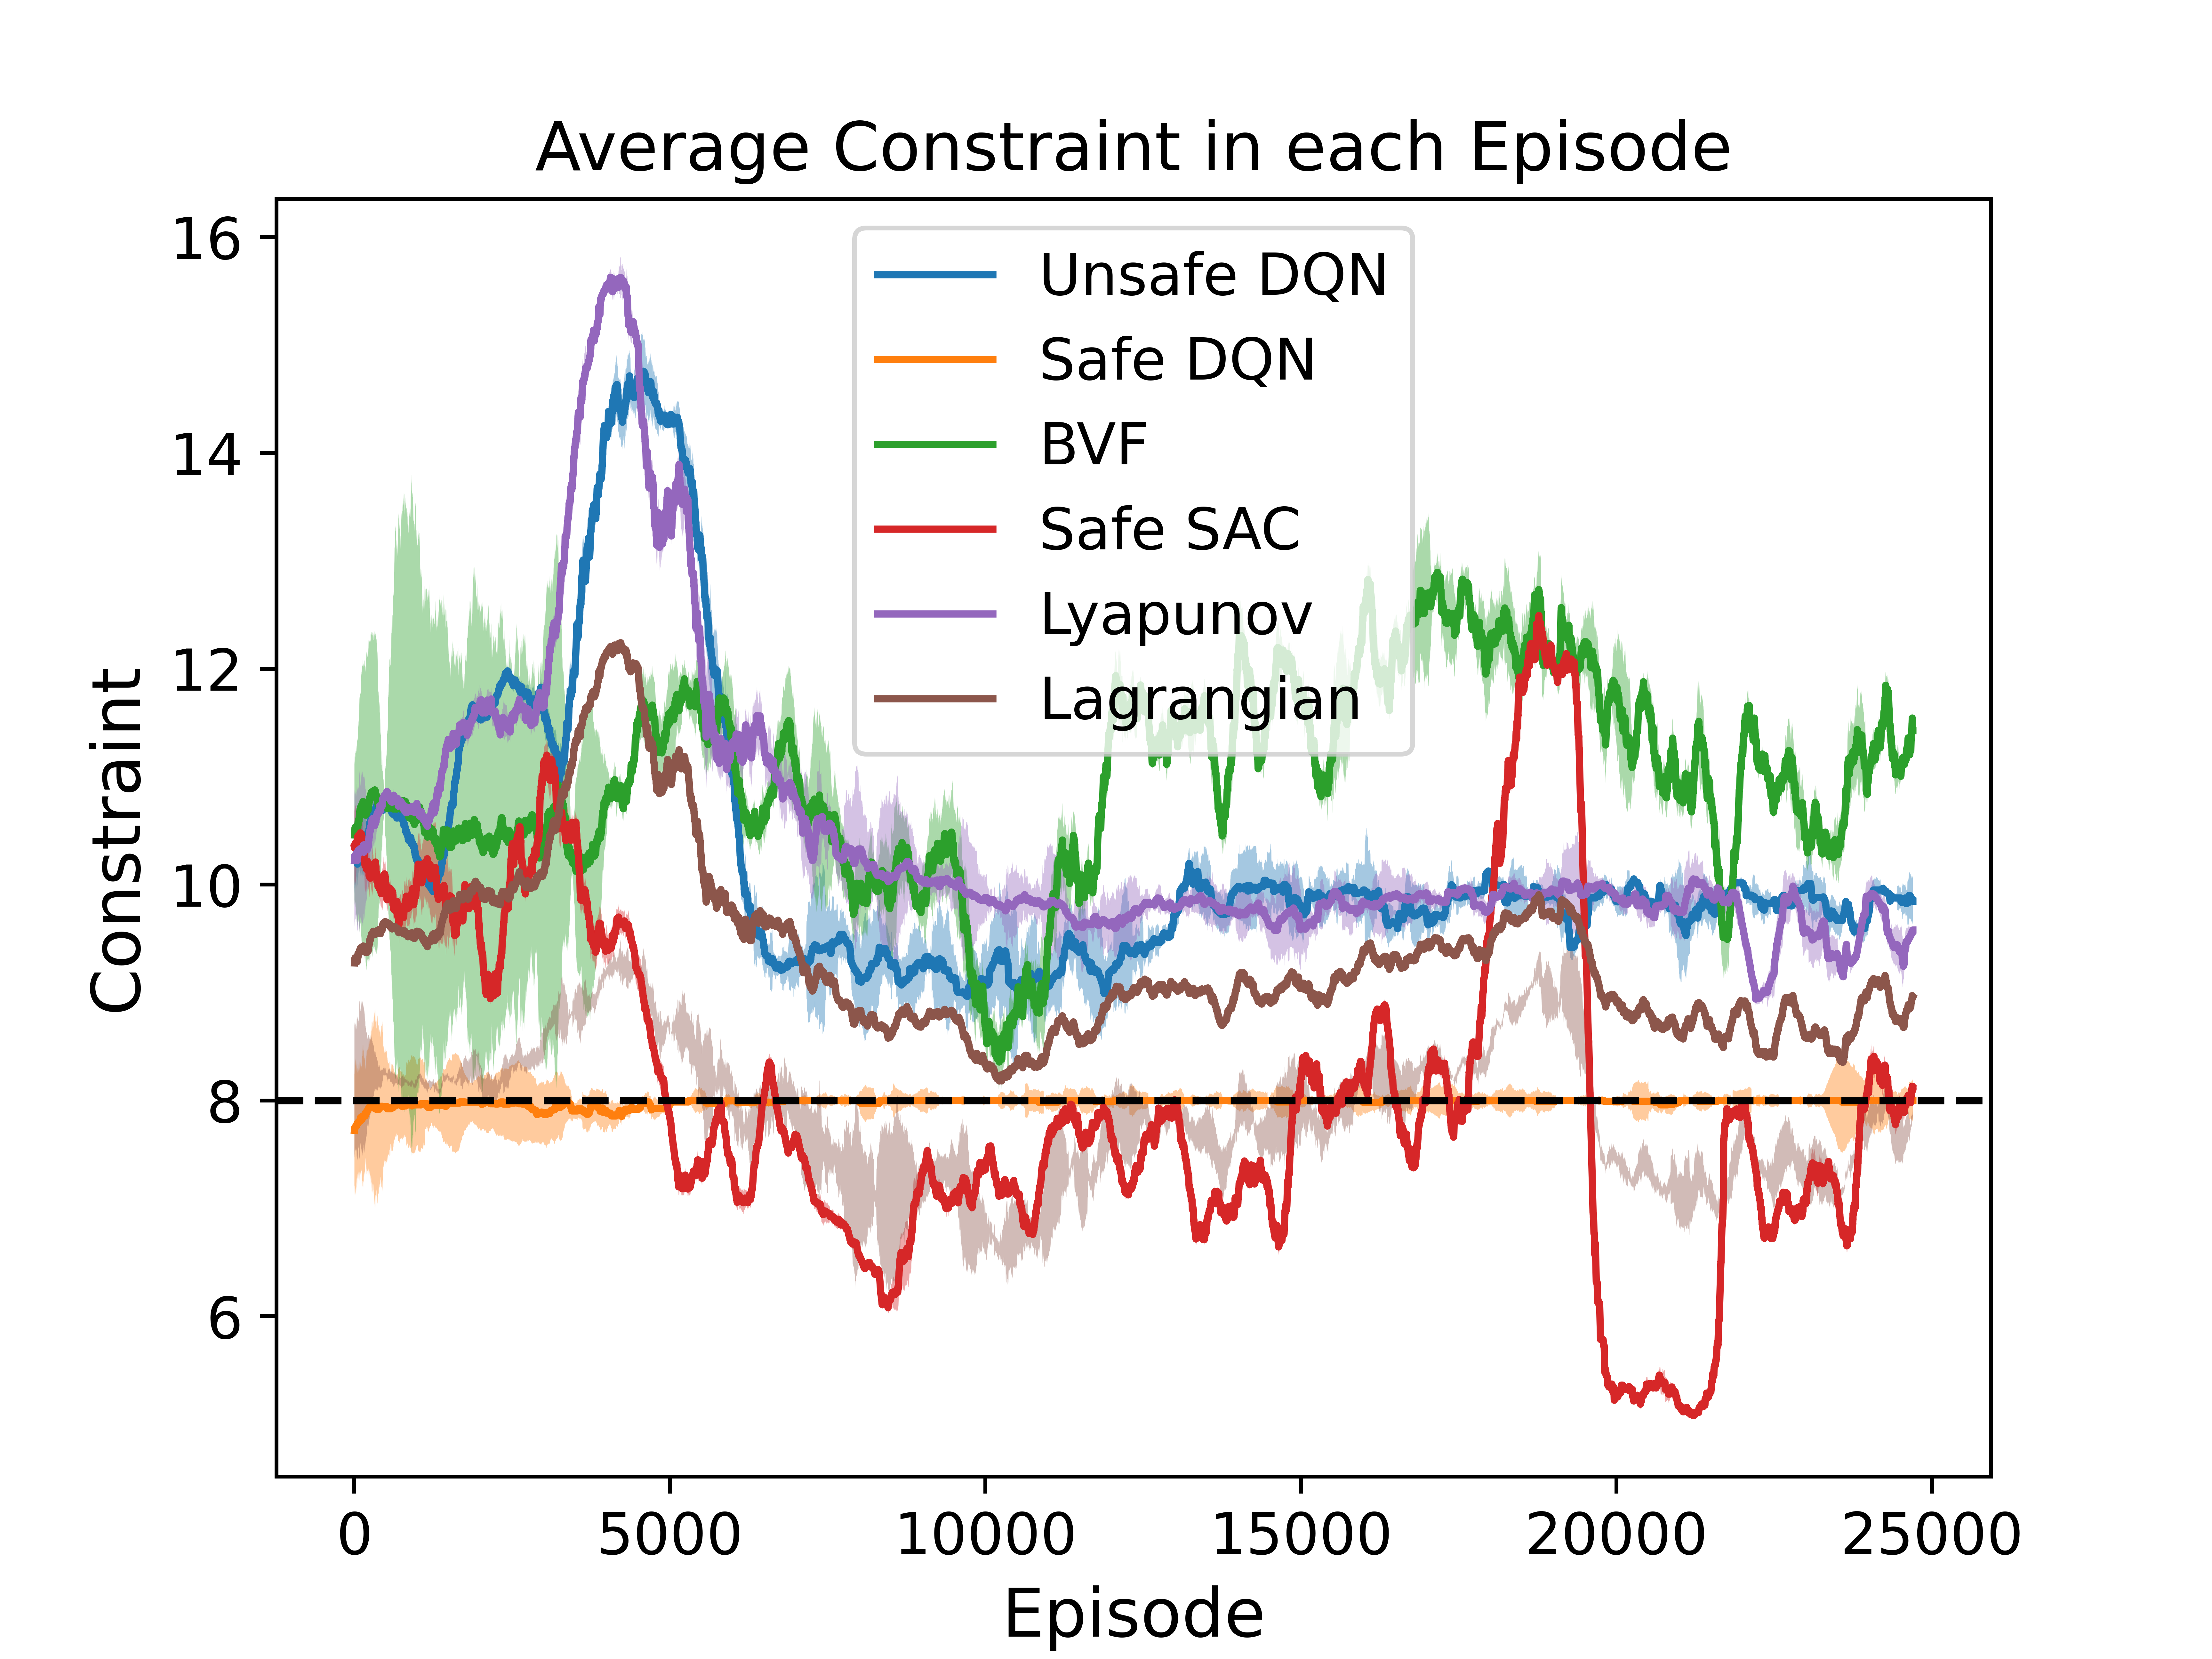 Average Constraint in each Episode
16
14
12
10
8
6
Constraint
Unsafe DQN
Safe DQN
BVF
Safe SAC
Lyapunov
Lagrangian
0 5000 10000 15000 20000 25000
Episode